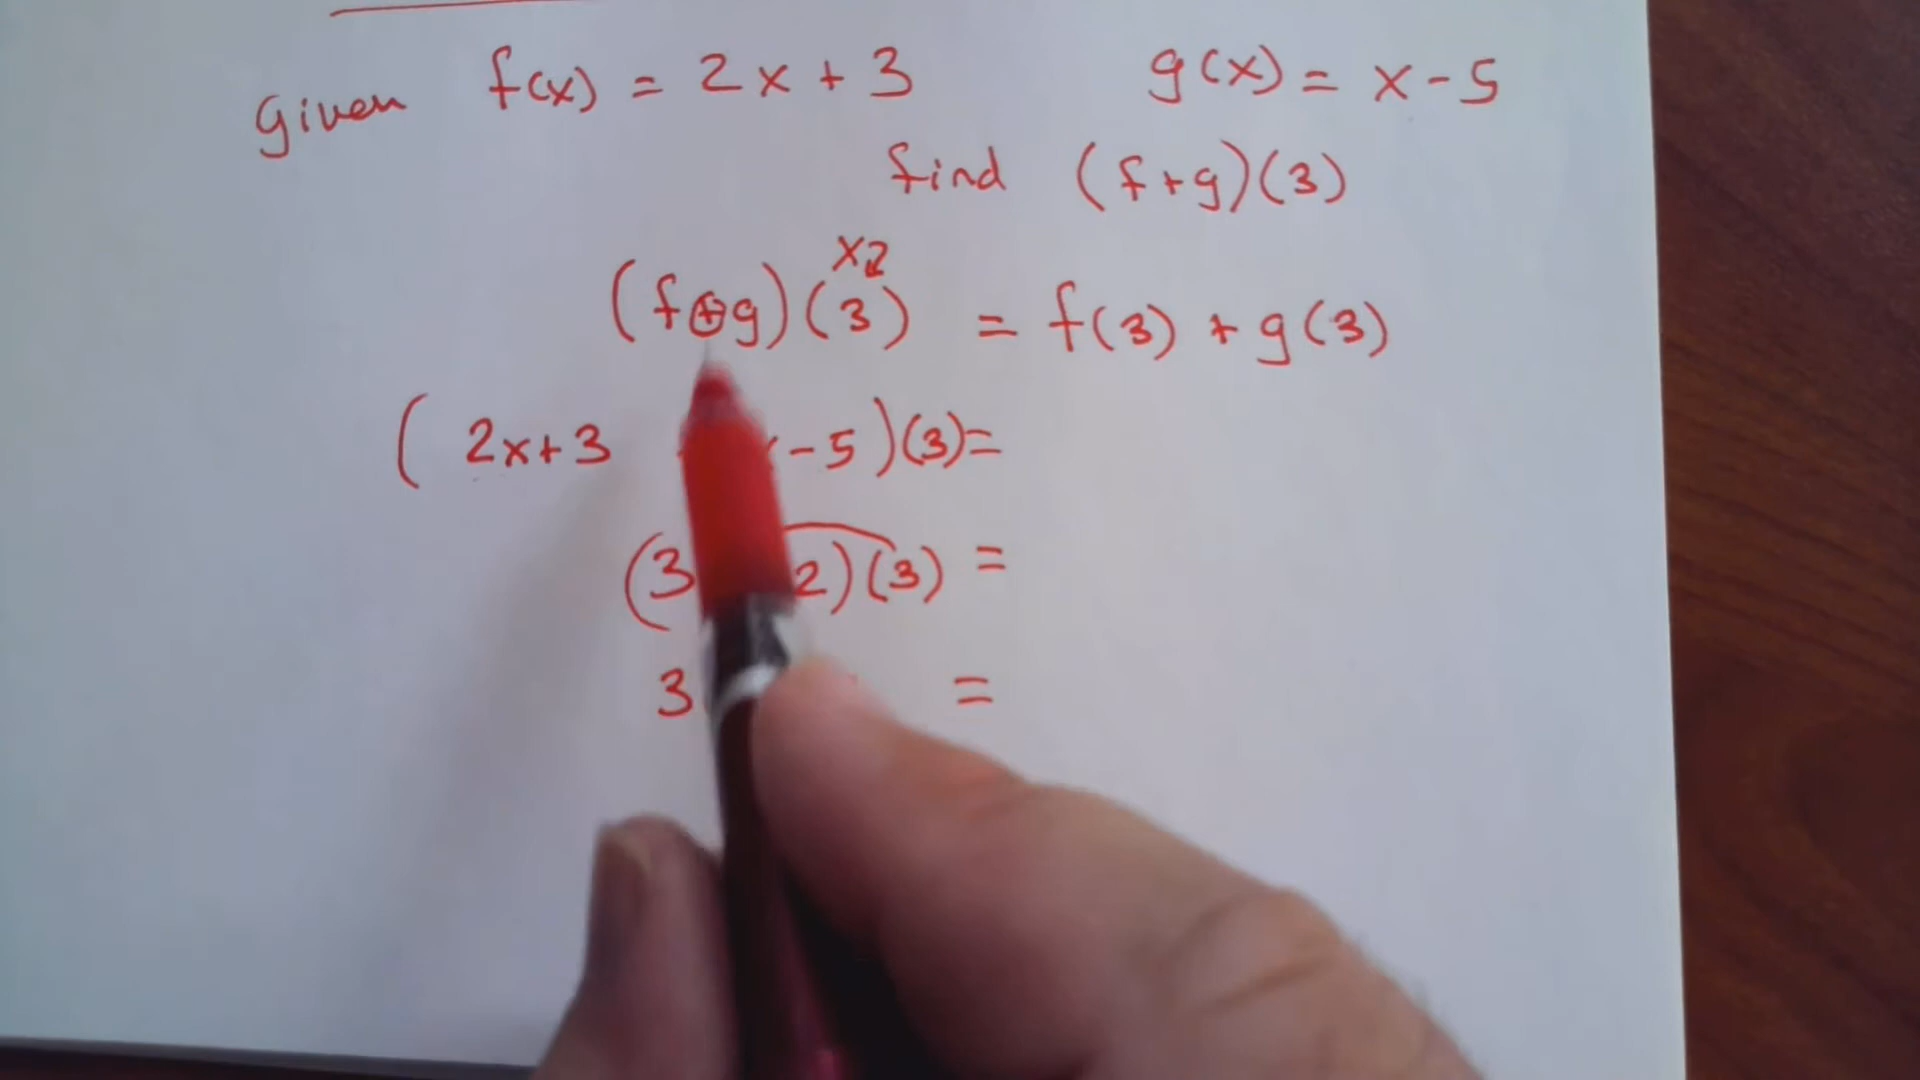 given f(x) = 2x + 3 g(x) = x - 5
find (f+g)(3)
x2
(f+g)(3) = f(3) + g(3)
( 2x+3 - 5 )(3) =
(3 2)(3) =
3 =